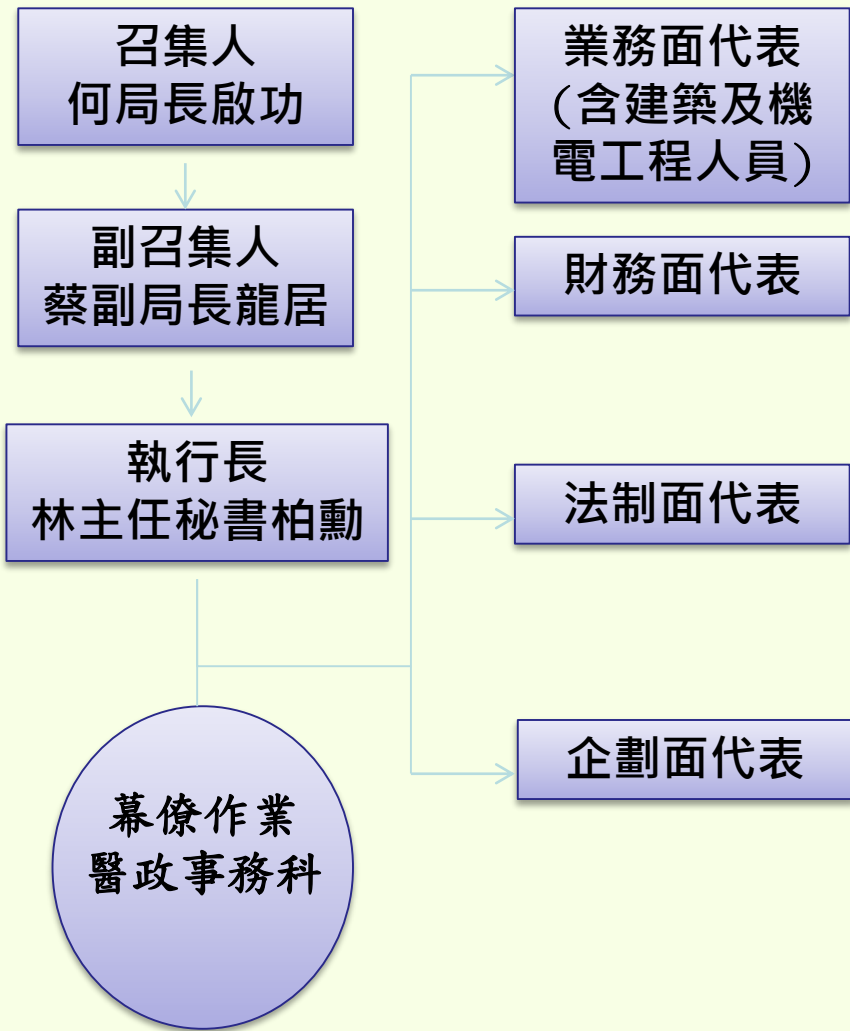 召集人
何局長啟功
副召集人
蔡副局長龍居
執行長
林主任秘書柏勳
幕僚作業
醫政事務科
業務面代表
(含建築及機
電工程人員)
財務面代表
法制面代表
企劃面代表